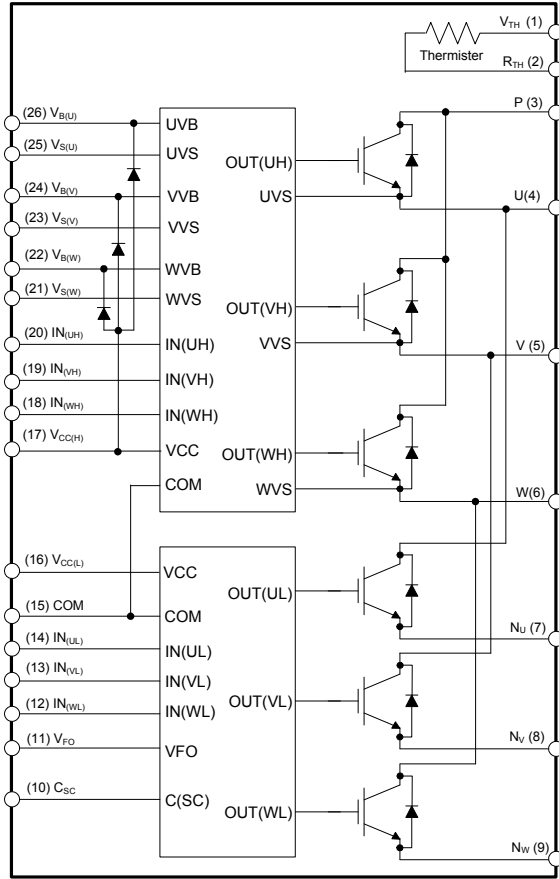 V_TH (1)
Thermister
R_TH (2)
P (3)
U(4)
V (5)
W(6)
N_U (7)
N_V (8)
N_W (9)
(26) V_B(U)
(25) V_S(U)
(24) V_B(V)
(23) V_S(V)
(22) V_B(W)
(21) V_S(W)
(20) IN_(UH)
(19) IN_(VH)
(18) IN_(WH)
(17) V_CC(H)
(16) V_CC(L)
(15) COM
(14) IN_(UL)
(13) IN_(VL)
(12) IN_(WL)
(11) V_FO
(10) C_SC
UVB
UVS
VVB
VVS
WVB
WVS
IN(UH)
IN(VH)
IN(WH)
VCC
COM
OUT(UH)
UVS
OUT(VH)
VVS
OUT(WH)
WVS
VCC
COM
IN(UL)
IN(VL)
IN(WL)
VFO
C(SC)
OUT(UL)
OUT(VL)
OUT(WL)